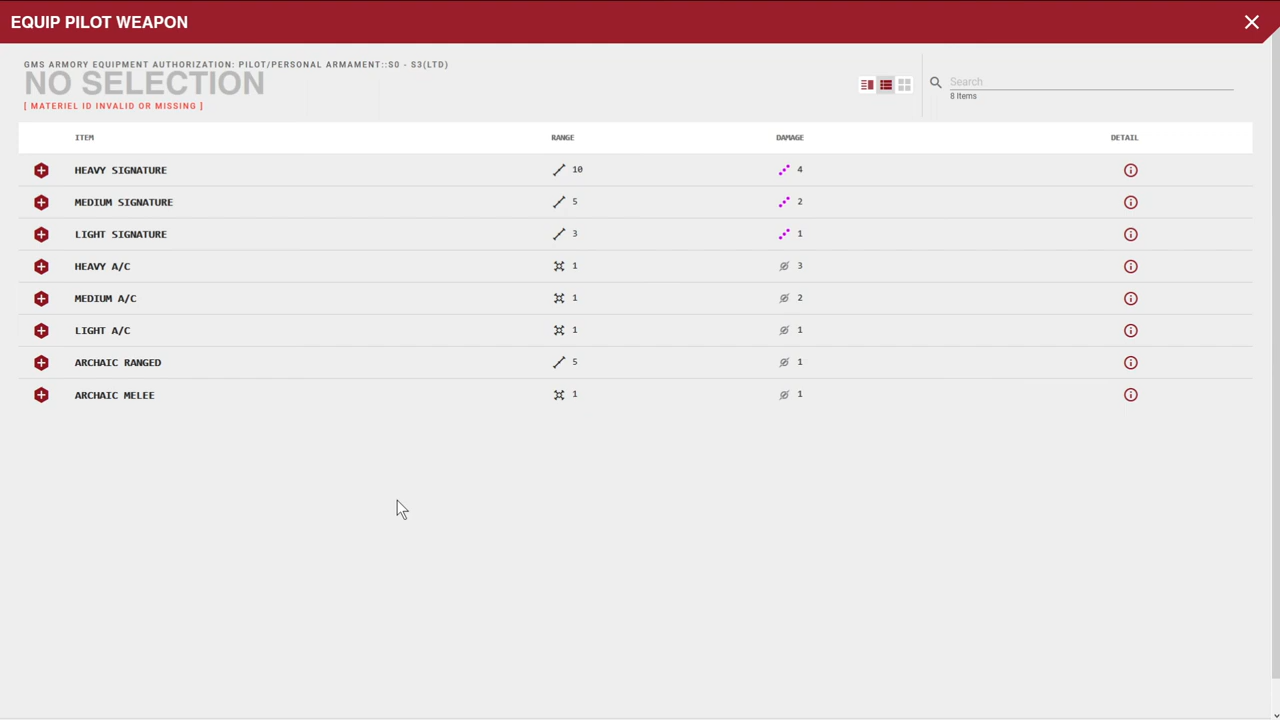 EQUIP PILOT WEAPON
GMS ARMORY EQUIPMENT AUTHORIZATION: PILOT/PERSONAL ARMAMENT::S0 - S3(LTD)
NO SELECTION
[ MATERIEL ID INVALID OR MISSING ]
Search
8 Items
ITEM RANGE DAMAGE DETAIL
HEAVY SIGNATURE 10 4
MEDIUM SIGNATURE 5 2
LIGHT SIGNATURE 3 1
HEAVY A/C 1 3
MEDIUM A/C 1 2
LIGHT A/C 1 1
ARCHAIC RANGED 5 1
ARCHAIC MELEE 1 1